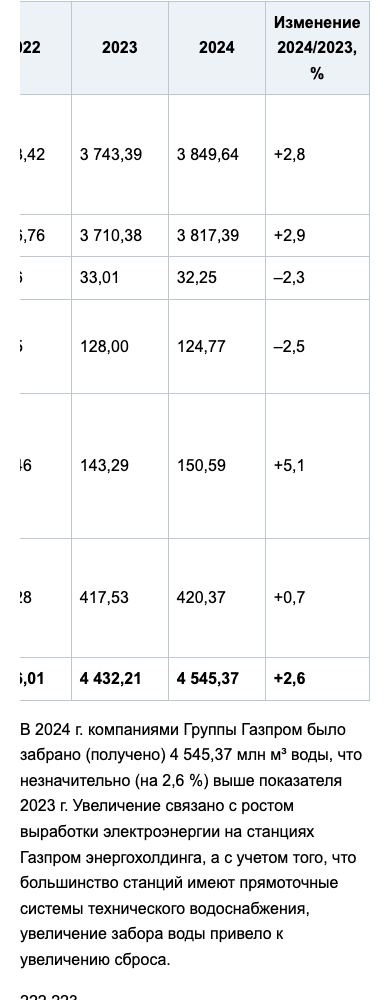 Изменение
2023 2024 2024/2023,
%
3 743,39 3 849,64 +2,8
3 710,38 3 817,39 +2,9
33,01 32,25 –2,3
128,00 124,77 –2,5
143,29 150,59 +5,1
417,53 420,37 +0,7
4 432,21 4 545,37 +2,6
В 2024 г. компаниями Группы Газпром было
забрано (получено) 4 545,37 млн м³ воды, что
незначительно (на 2,6 %) выше показателя
2023 г. Увеличение связано с ростом
выработки электроэнергии на станциях
Газпром энергохолдинга, а с учетом того, что
большинство станций имеют прямоточные
системы технического водоснабжения,
увеличение забора воды привело к
увеличению сброса.